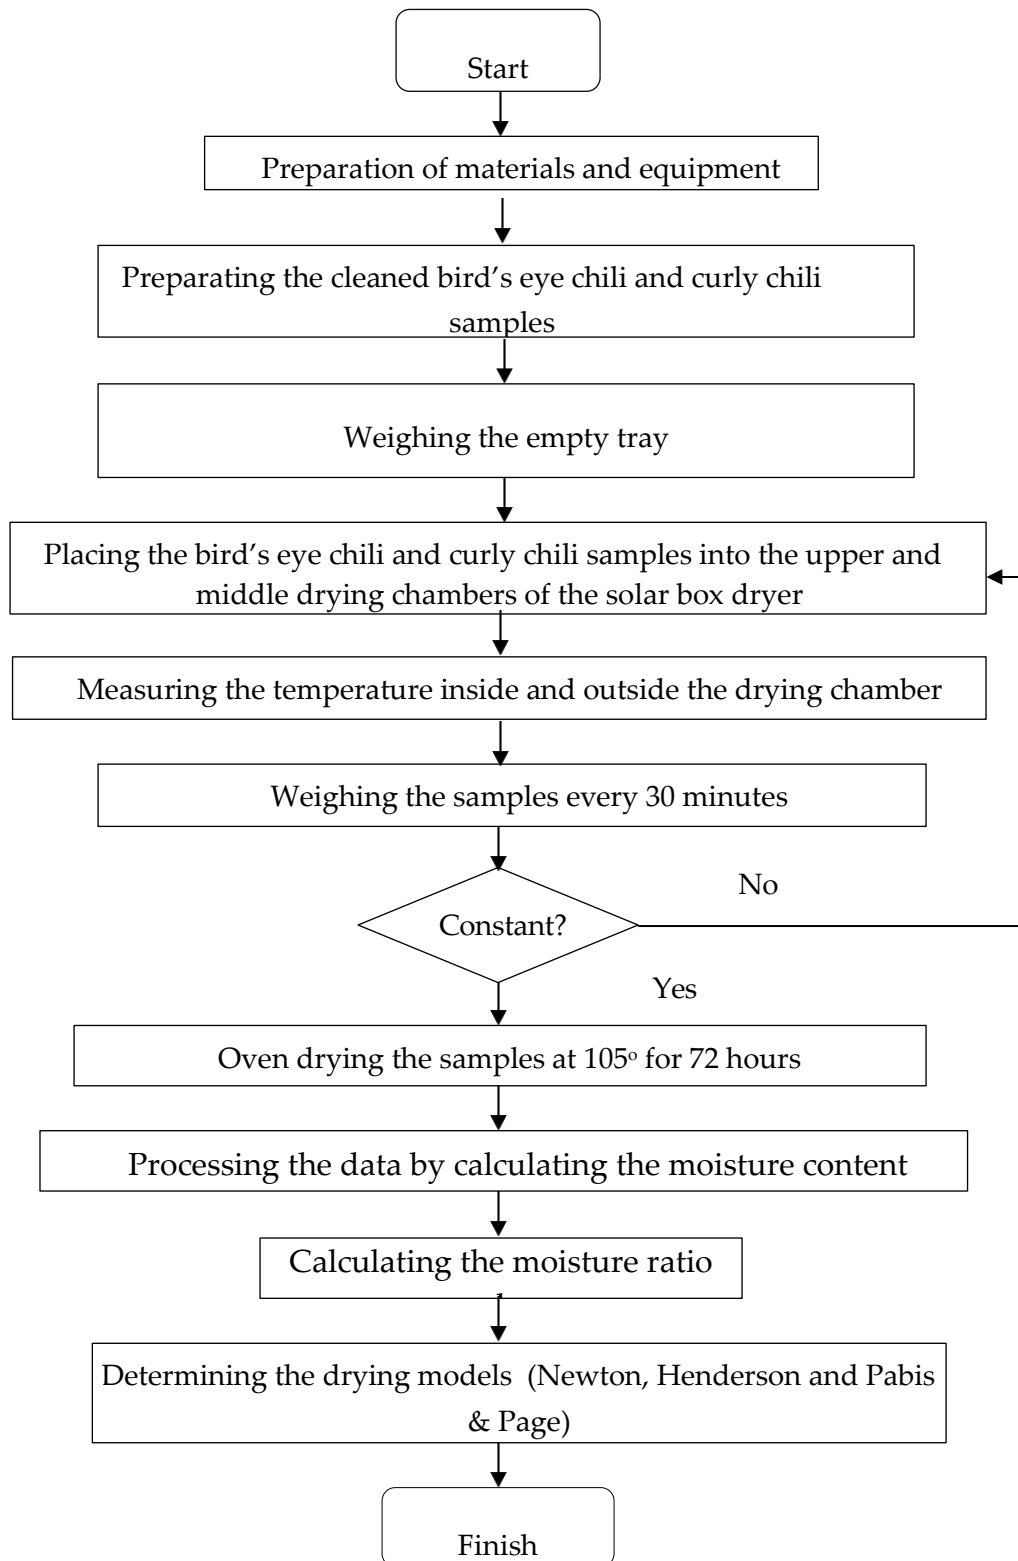 Start
Preparation of materials and equipment
Preparating the cleaned bird’s eye chili and curly chili
samples
Weighing the empty tray
Placing the bird’s eye chili and curly chili samples into the upper and
middle drying chambers of the solar box dryer
Measuring the temperature inside and outside the drying chamber
Weighing the samples every 30 minutes
No
Constant?
Yes
Oven drying the samples at 105º for 72 hours
Processing the data by calculating the moisture content
Calculating the moisture ratio
Determining the drying models (Newton, Henderson and Pabis
& Page)
Finish